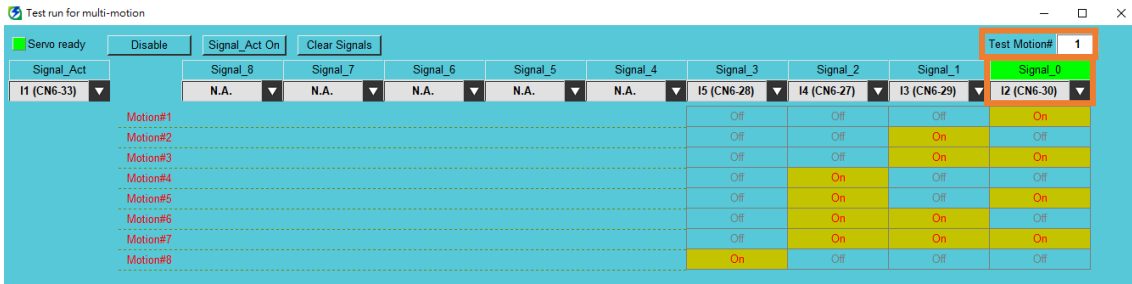 Test run for multi-motion
Servo ready Disable Signal_Act On Clear Signals Test Motion# 1
Signal_Act Signal_8 Signal_7 Signal_6 Signal_5 Signal_4 Signal_3 Signal_2 Signal_1 Signal_0
I1 (CN6-33) N.A. N.A. N.A. N.A. N.A. I5 (CN6-28) I4 (CN6-27) I3 (CN6-29) I2 (CN6-30)
Motion#1 Off Off Off On
Motion#2 Off Off On Off
Motion#3 Off Off On On
Motion#4 Off On Off Off
Motion#5 Off On Off On
Motion#6 Off On On Off
Motion#7 Off On On On
Motion#8 On Off Off Off